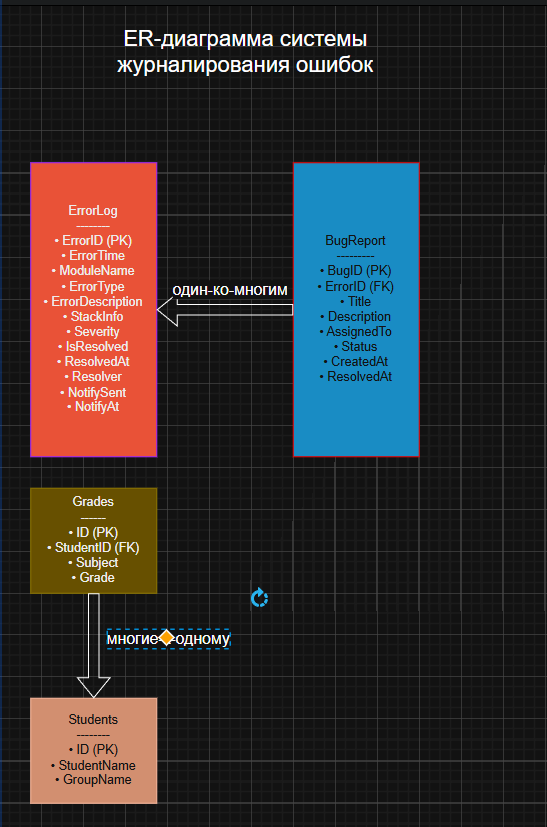 ER-диаграмма системы
журналирования ошибок
ErrorLog
--------
• ErrorID (PK)
• ErrorTime
• ModuleName
• ErrorType
• ErrorDescription
• StackInfo
• Severity
• IsResolved
• ResolvedAt
• Resolver
• NotifySent
• NotifyAt
один-ко-многим
BugReport
---------
• BugID (PK)
• ErrorID (FK)
• Title
• Description
• AssignedTo
• Status
• CreatedAt
• ResolvedAt
Grades
------
• ID (PK)
• StudentID (FK)
• Subject
• Grade
многие одному
Students
--------
• ID (PK)
• StudentName
• GroupName